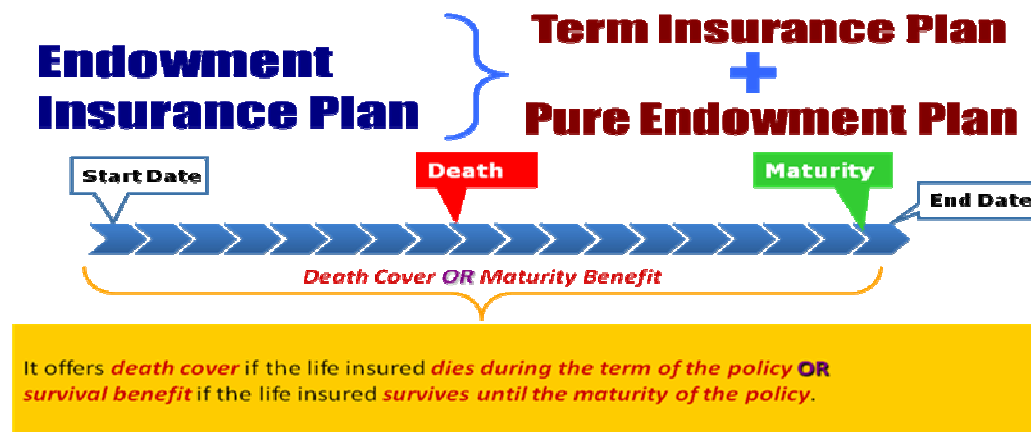 Endowment
Insurance Plan
Term Insurance Plan
+
Pure Endowment Plan
Start Date
Death
Maturity
End Date
Death Cover OR Maturity Benefit
It offers death cover if the life insured dies during the term of the policy OR
survival benefit if the life insured survives until the maturity of the policy.